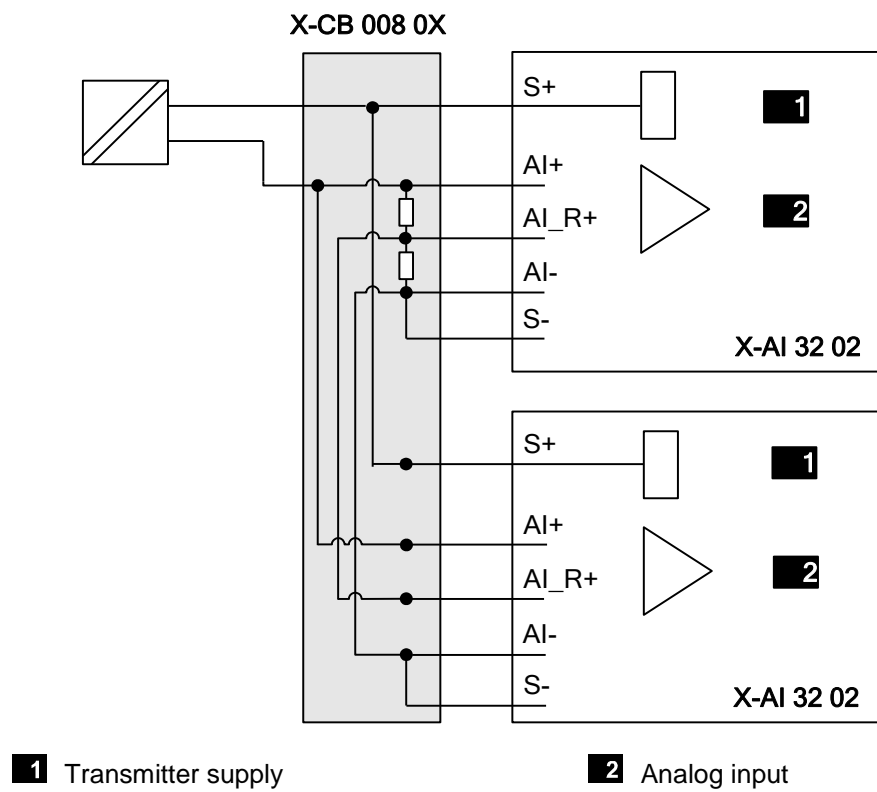 X-CB 008 0X
S+
1
AI+
AI_R+
2
AI-
S-
X-AI 32 02
S+
1
AI+
AI_R+
2
AI-
S-
X-AI 32 02
1 Transmitter supply
2 Analog input